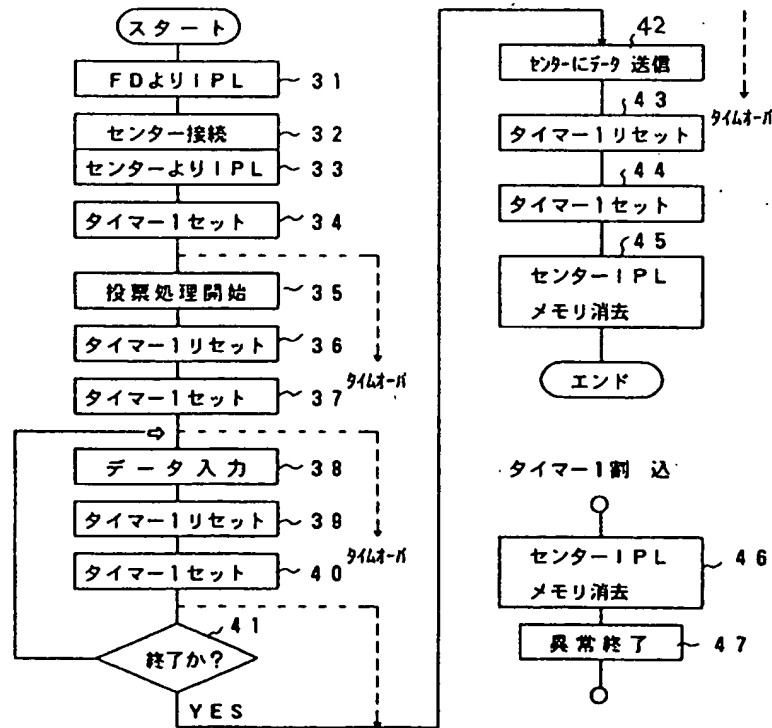 スタート
FDよりIPL 31
センター接続 32
センターよりIPL 33
タイマー1セット 34
投票処理開始 35
タイマー1リセット 36
タイムオーバ
タイマー1セット 37
データ入力 38
タイマー1リセット 39
タイムオーバ
タイマー1セット 40
41
終了か?
YES
42
センターにデータ送信
43
タイムオーバ
タイマー1リセット
44
タイマー1セット
45
センターIPL
メモリ消去
エンド
タイマー1割込
センターIPL 46
メモリ消去
異常終了 47